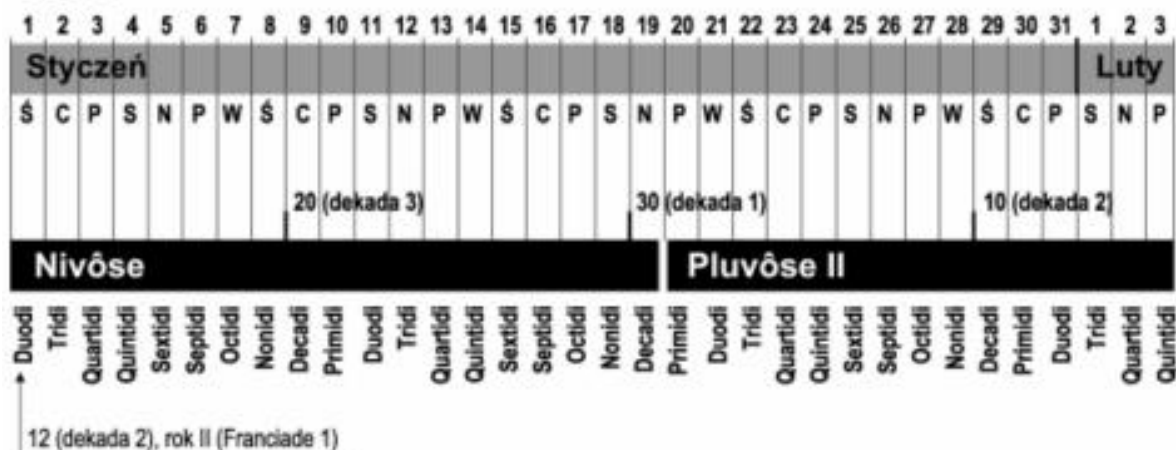 1 2 3 4 5 6 7 8 9 10 11 12 13 14 15 16 17 18 19 20 21 22 23 24 25 26 27 28 29 30 31 1 2 3
Styczeń Luty
Ś C P S N P W Ś C P S N P W Ś C P S N P W Ś C P S N P W Ś C P S N P
20 (dekada 3) 30 (dekada 1) 10 (dekada 2)
Nivôse Pluvôse II
Duodi Tridi Quartidi Quintidi Sextidi Septidi Octidi Nonidi Decadi Primidi Duodi Tridi Quartidi Quintidi Sextidi Septidi Octidi Nonidi Decadi Primidi Duodi Tridi Quartidi Quintidi Sextidi Septidi Octidi Nonidi Decadi Primidi Duodi Tridi Quartidi Quintidi
12 (dekada 2), rok II (Franciade 1)